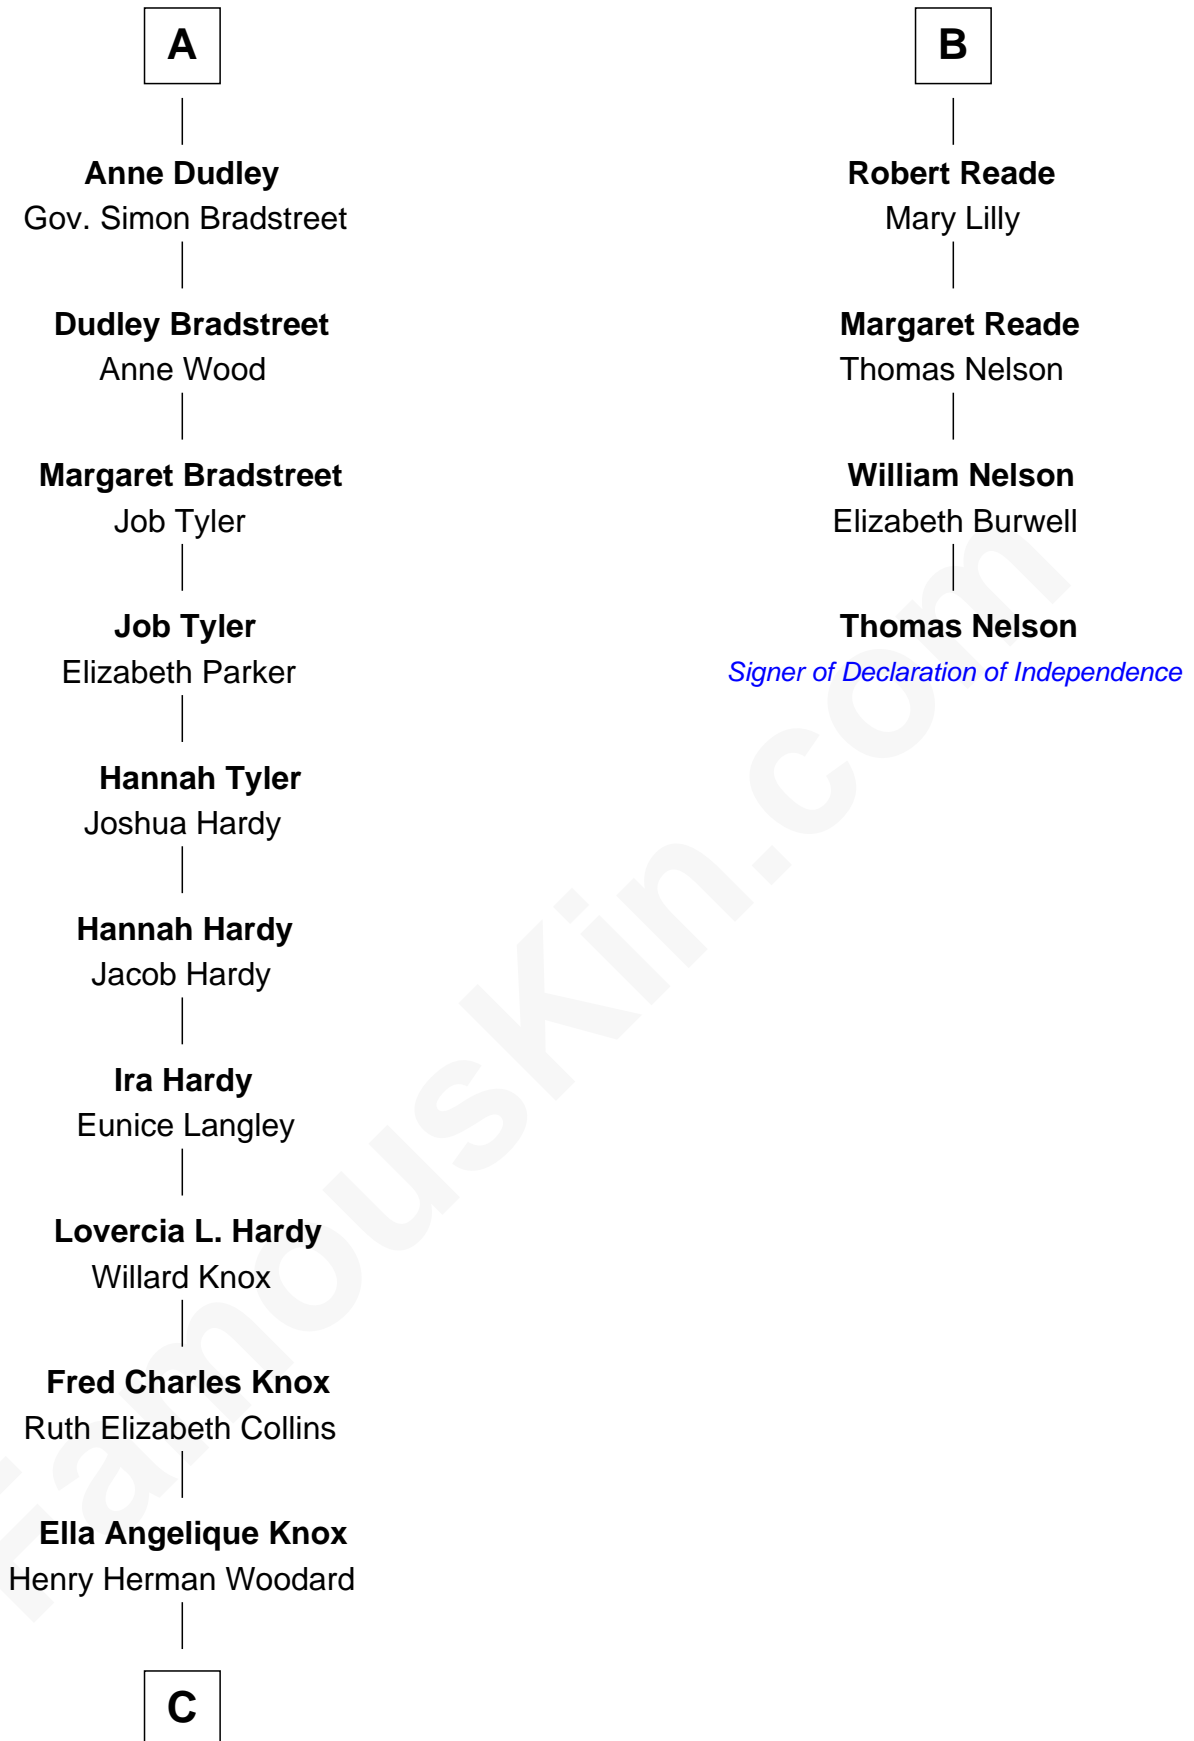 A
Anne Dudley
Gov. Simon Bradstreet
Dudley Bradstreet
Anne Wood
Margaret Bradstreet
Job Tyler
Job Tyler
Elizabeth Parker
Hannah Tyler
Joshua Hardy
Hannah Hardy
Jacob Hardy
Ira Hardy
Eunice Langley
Lovercia L. Hardy
Willard Knox
Fred Charles Knox
Ruth Elizabeth Collins
Ella Angelique Knox
Henry Herman Woodard
C
B
Robert Reade
Mary Lilly
Margaret Reade
Thomas Nelson
William Nelson
Elizabeth Burwell
Thomas Nelson
Signer of Declaration of Independence
FamousKin.com